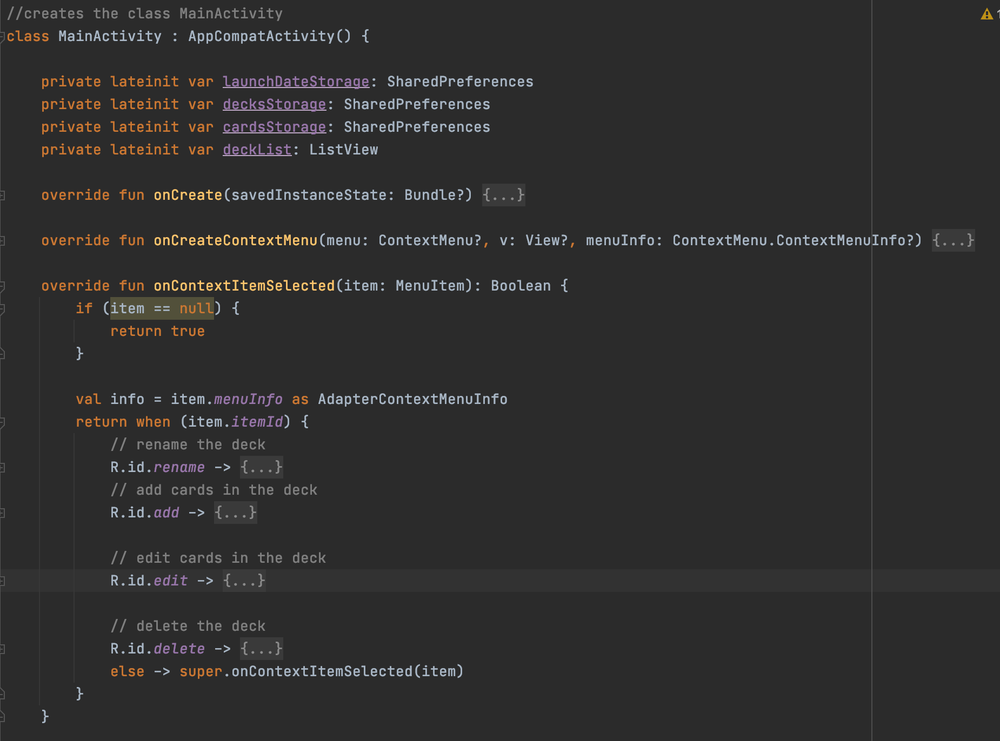 //creates the class MainActivity
class MainActivity : AppCompatActivity() {
private lateinit var launchDateStorage: SharedPreferences
private lateinit var decksStorage: SharedPreferences
private lateinit var cardsStorage: SharedPreferences
private lateinit var deckList: ListView
override fun onCreate(savedInstanceState: Bundle?) {...}
override fun onCreateContextMenu(menu: ContextMenu?, v: View?, menuInfo: ContextMenu.ContextMenuInfo?) {...}
override fun onContextItemSelected(item: MenuItem): Boolean {
if (item == null) {
return true
}
val info = item.menuInfo as AdapterContextMenuInfo
return when (item.itemId) {
// rename the deck
R.id.rename -> {...}
// add cards in the deck
R.id.add -> {...}
// edit cards in the deck
R.id.edit -> {...}
// delete the deck
R.id.delete -> {...}
else -> super.onContextItemSelected(item)
}
}